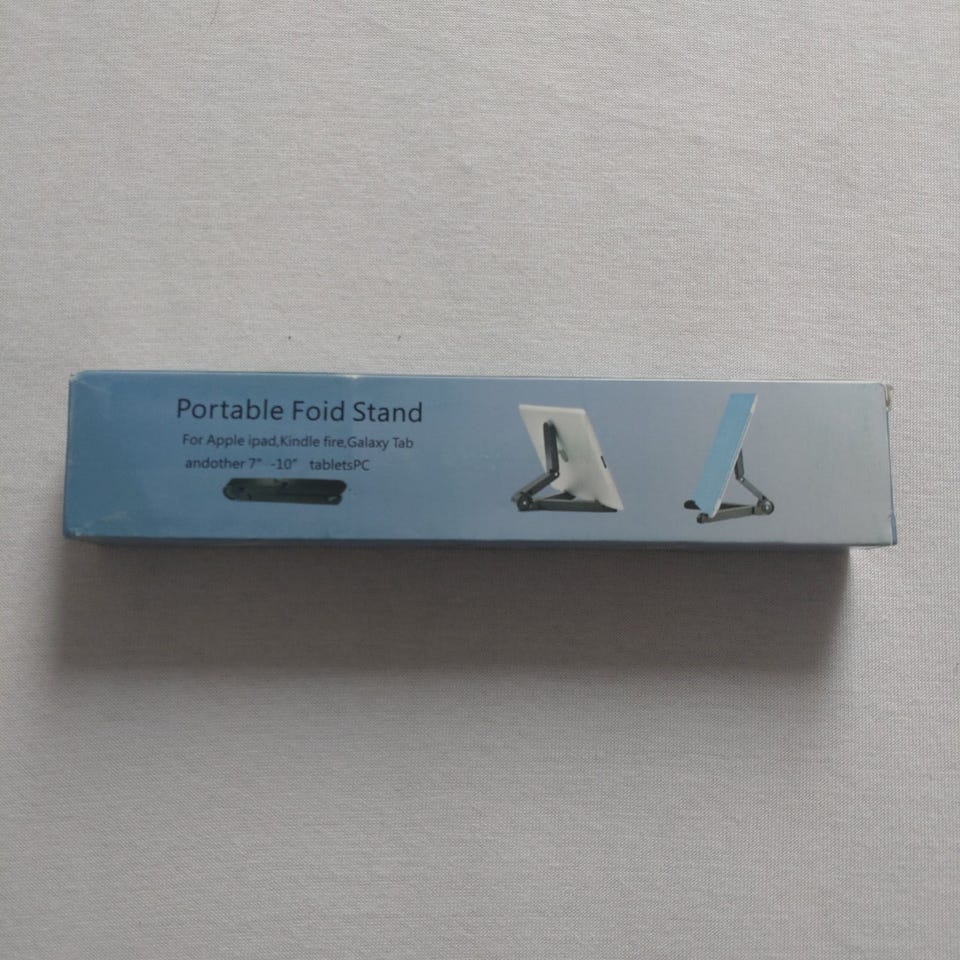 Portable Foid Stand
For Apple ipad,Kindle fire,Galaxy Tab
andother 7" -10" tabletsPC